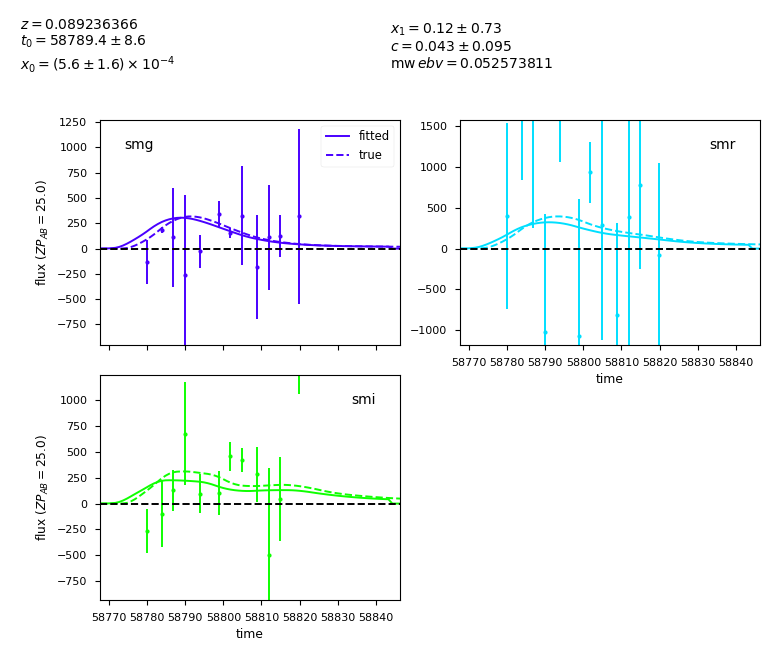 z = 0.089236366
t₀ = 58789.4 ± 8.6
x₀ = (5.6 ± 1.6) × 10⁻⁴
x₁ = 0.12 ± 0.73
c = 0.043 ± 0.095
mw ebv = 0.052573811
smg
fitted
true
1250
1000
750
500
250
0
−250
−500
−750
flux (ZP_AB = 25.0)
smr
1500
1000
500
0
−500
−1000
58770 58780 58790 58800 58810 58820 58830 58840
time
smi
1000
750
500
250
0
−250
−500
−750
flux (ZP_AB = 25.0)
58770 58780 58790 58800 58810 58820 58830 58840
time